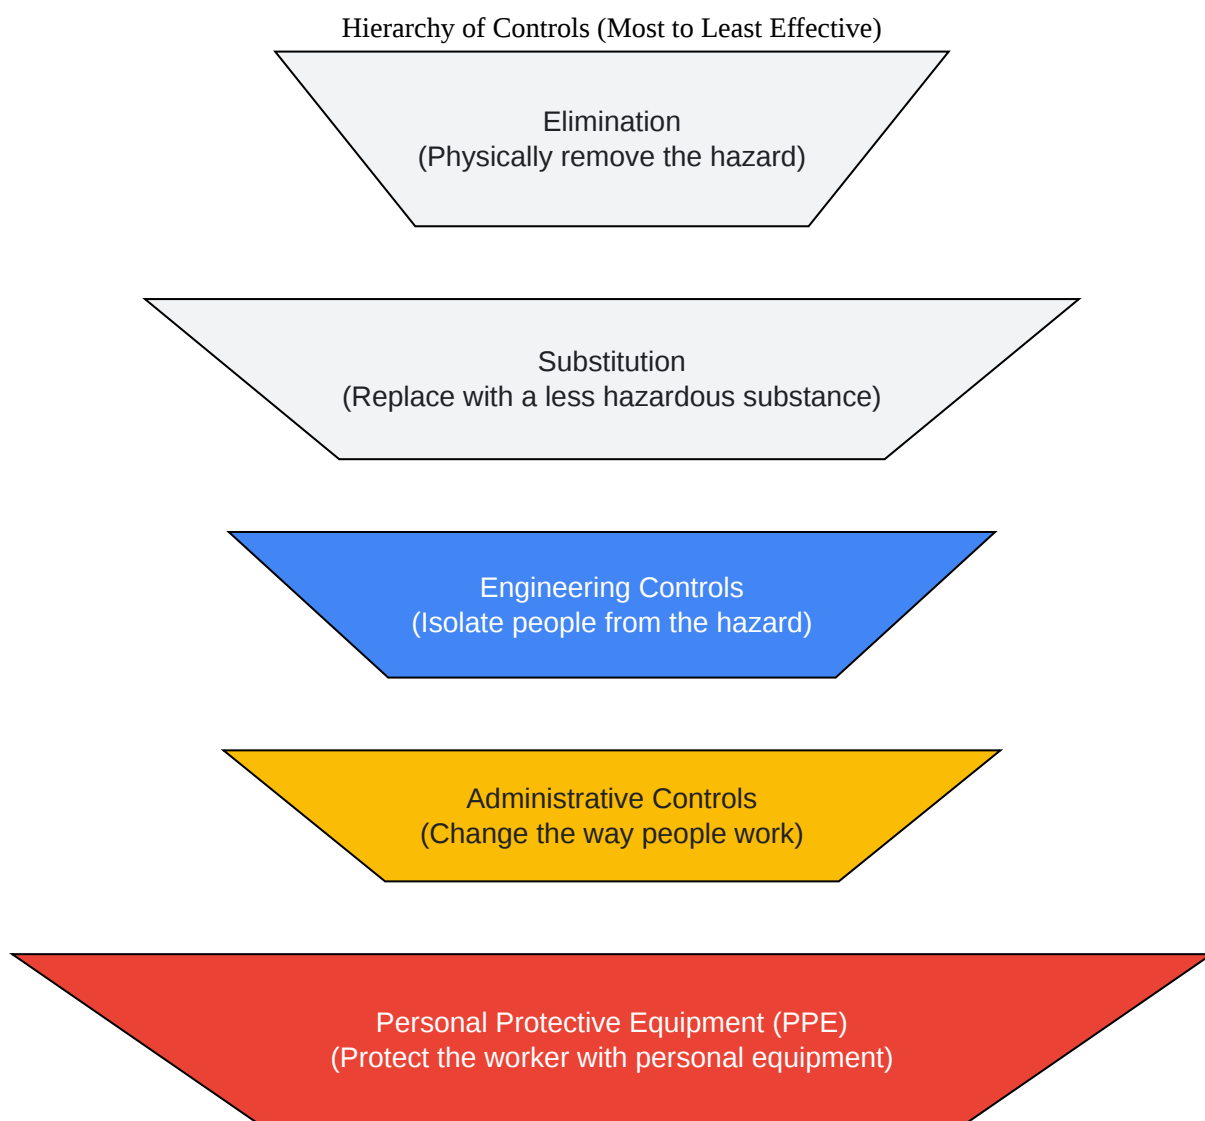 Hierarchy of Controls (Most to Least Effective)
Elimination
(Physically remove the hazard)
Substitution
(Replace with a less hazardous substance)
Engineering Controls
(Isolate people from the hazard)
Administrative Controls
(Change the way people work)
Personal Protective Equipment (PPE)
(Protect the worker with personal equipment)